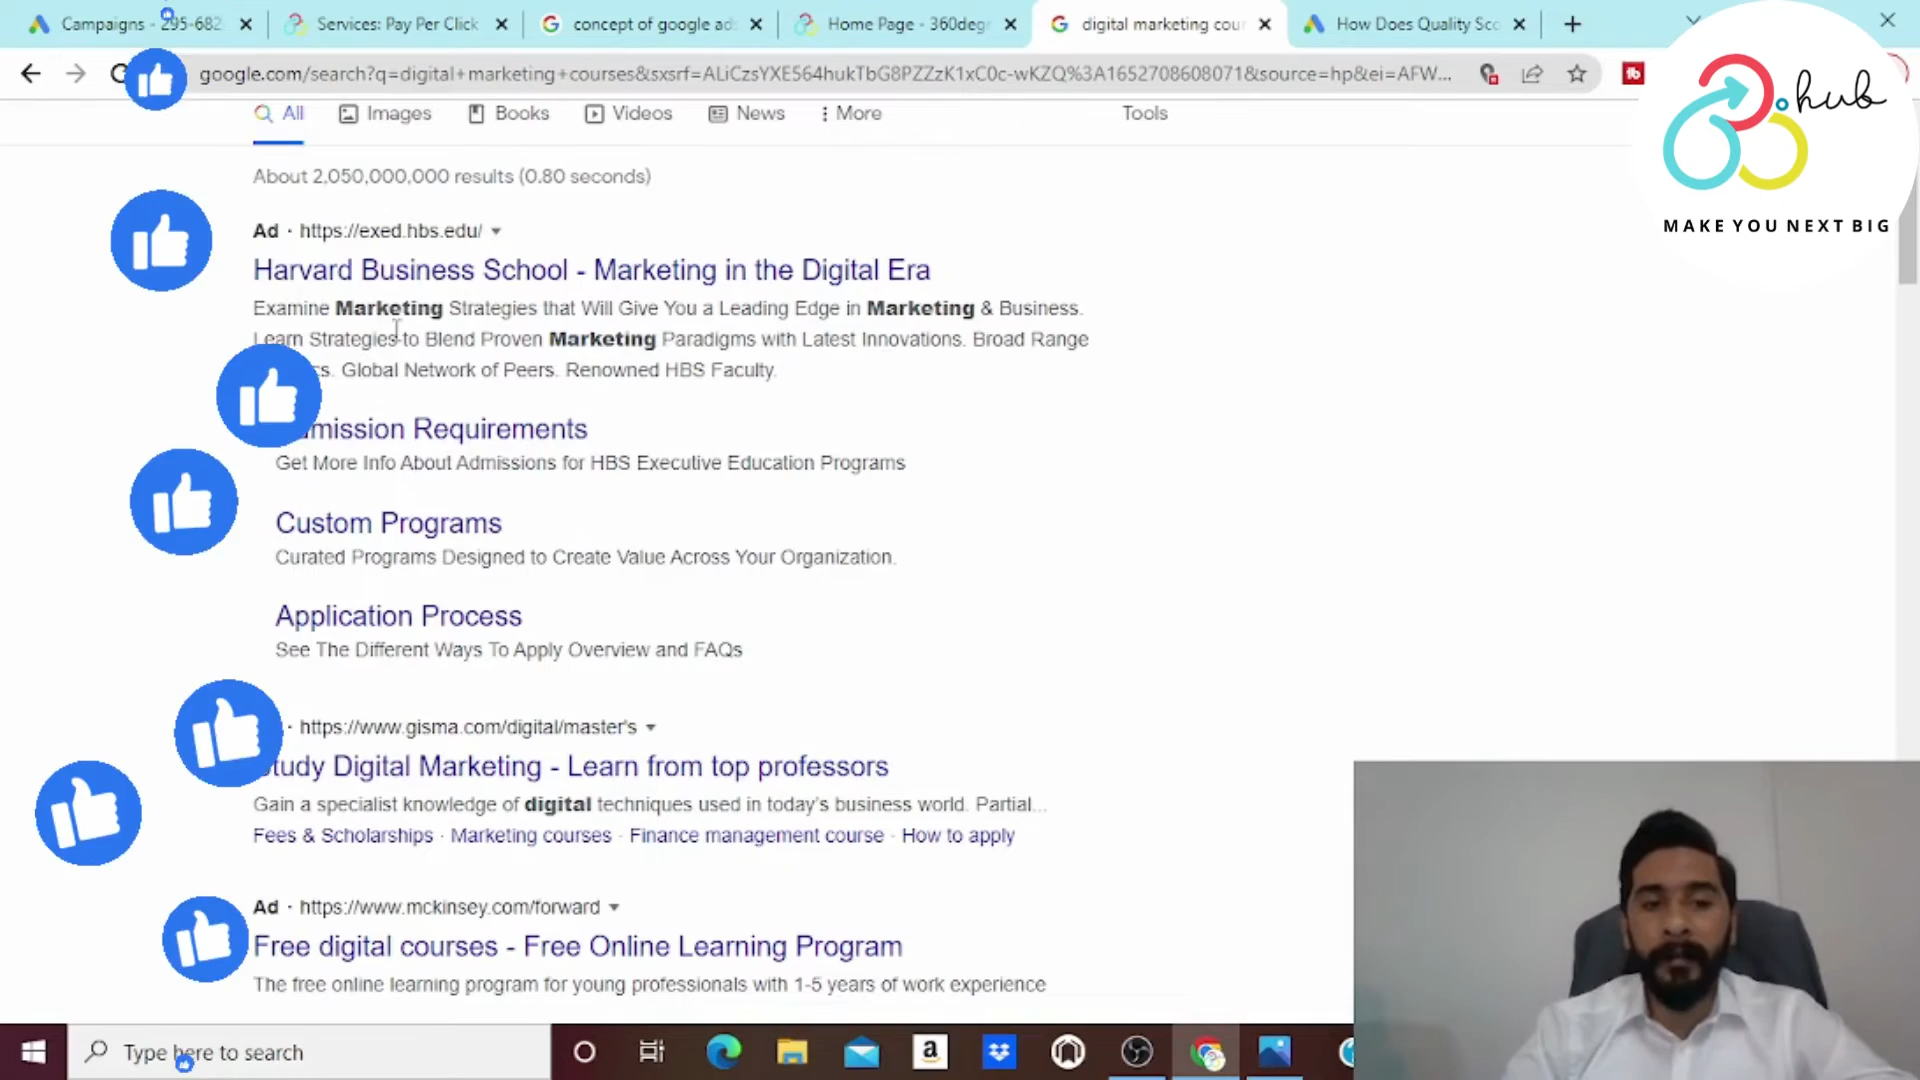 Campaigns - 295-682
Services: Pay Per Click
concept of google ad
Home Page - 360degr
digital marketing cour
How Does Quality Sco
google.com/search?q=digital+marketing+courses&sxsrf=ALiCzsYXE564hukTbG8PZZzK1xC0c-wKZQ%3A1652708608071&source=hp&ei=AFW...
.hub
MAKE YOU NEXT BIG
All Images Books Videos News More Tools
About 2,050,000,000 results (0.80 seconds)
Ad · https://exed.hbs.edu/
Harvard Business School - Marketing in the Digital Era
Examine Marketing Strategies that Will Give You a Leading Edge in Marketing & Business.
Learn Strategies to Blend Proven Marketing Paradigms with Latest Innovations. Broad Range
cs. Global Network of Peers. Renowned HBS Faculty.
mission Requirements
Get More Info About Admissions for HBS Executive Education Programs
Custom Programs
Curated Programs Designed to Create Value Across Your Organization.
Application Process
See The Different Ways To Apply Overview and FAQs
· https://www.gisma.com/digital/master's
Study Digital Marketing - Learn from top professors
Gain a specialist knowledge of digital techniques used in today's business world. Partial...
Fees & Scholarships · Marketing courses · Finance management course · How to apply
Ad · https://www.mckinsey.com/forward
Free digital courses - Free Online Learning Program
The free online learning program for young professionals with 1-5 years of work experience
Type here to search